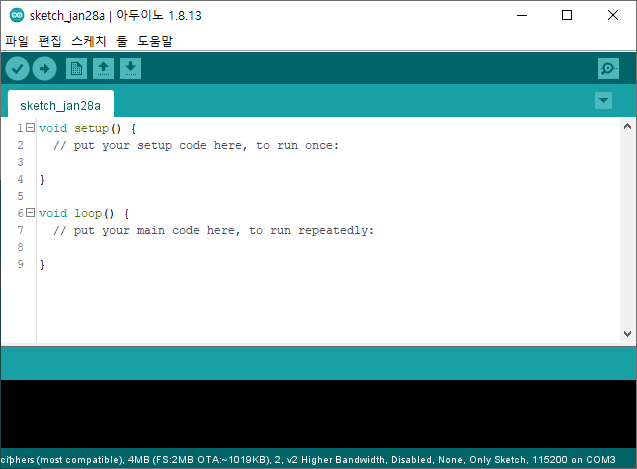 sketch_jan28a | 아두이노 1.8.13
파일 편집 스케치 툴 도움말
sketch_jan28a
1 void setup() {
2 // put your setup code here, to run once:
3
4 }
5
6 void loop() {
7 // put your main code here, to run repeatedly:
8
9 }
ciphers (most compatible), 4MB (FS:2MB OTA:~1019KB), 2, v2 Higher Bandwidth, Disabled, None, Only Sketch, 115200 on COM3